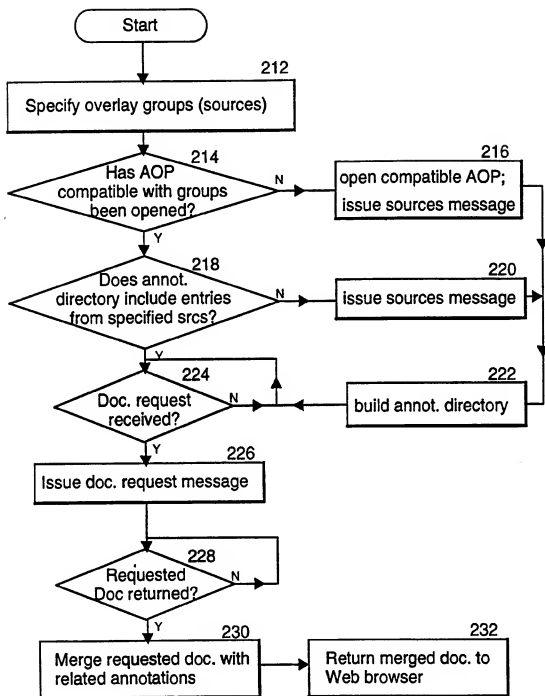 Start
212
Specify overlay groups (sources)
214
Has AOP
compatible with groups
been opened?
N
Y
216
open compatible AOP;
issue sources message
218
Does annot.
directory include entries
from specified srcs?
N
Y
220
issue sources message
222
build annot. directory
224
Doc. request
received?
N
Y
226
Issue doc. request message
228
Requested
Doc returned?
N
Y
230
Merge requested doc. with
related annotations
232
Return merged doc. to
Web browser